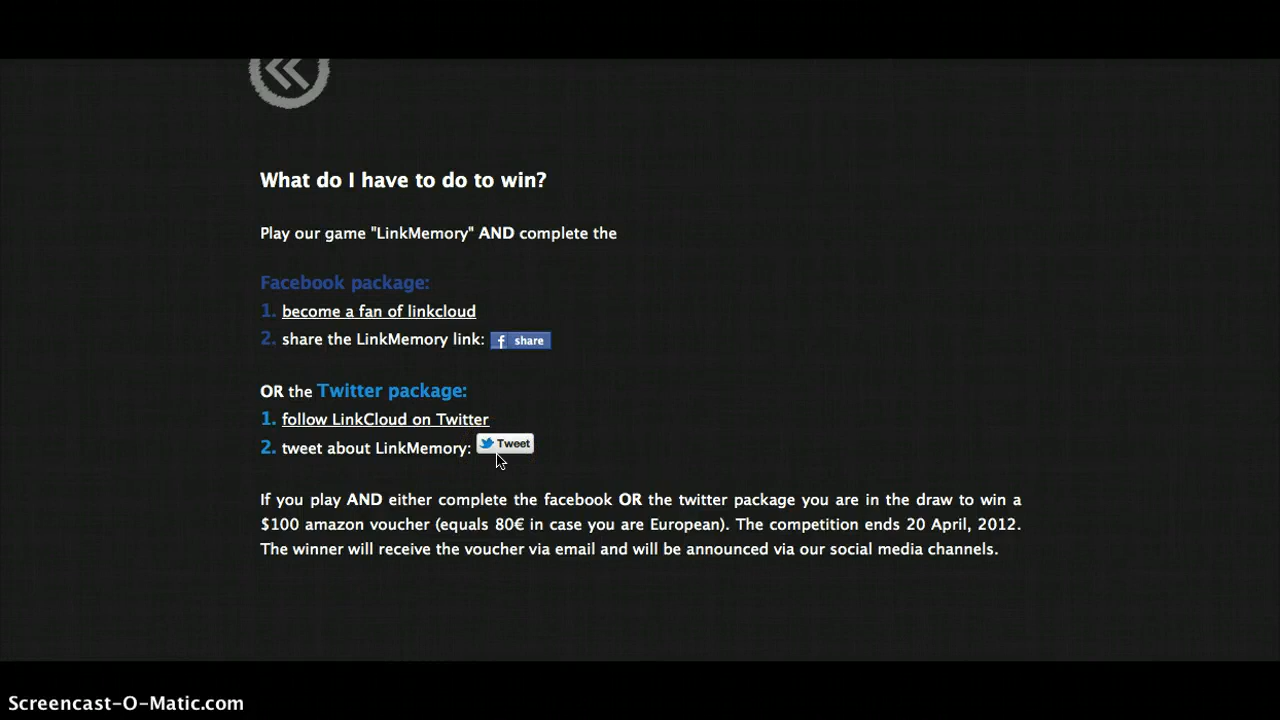 What do I have to do to win?
Play our game "LinkMemory" AND complete the
Facebook package:
1. become a fan of linkcloud
2. share the LinkMemory link: f share
OR the Twitter package:
1. follow LinkCloud on Twitter
2. tweet about LinkMemory: Tweet
If you play AND either complete the facebook OR the twitter package you are in the draw to win a
$100 amazon voucher (equals 80€ in case you are European). The competition ends 20 April, 2012.
The winner will receive the voucher via email and will be announced via our social media channels.
Screencast-O-Matic.com